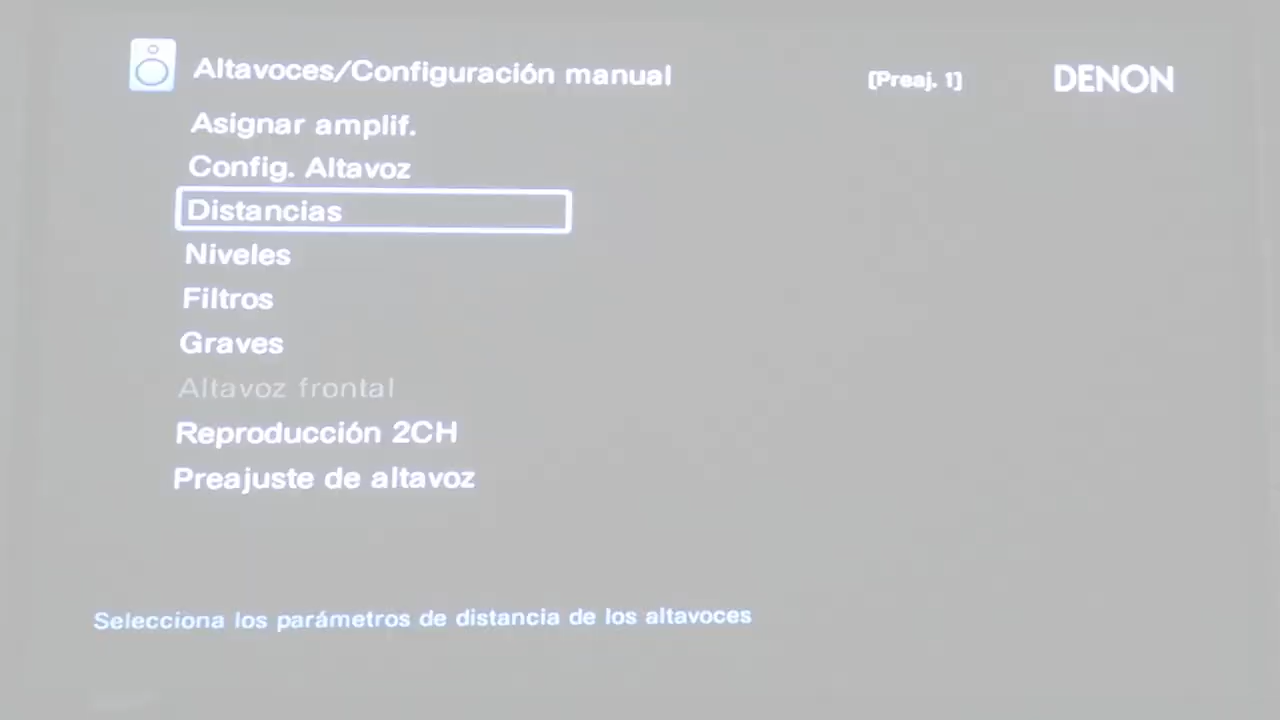 Altavoces/Configuración manual
[Preaj. 1]
DENON
Asignar amplif.
Config. Altavoz
Distancias
Niveles
Filtros
Graves
Altavoz frontal
Reproducción 2CH
Preajuste de altavoz
Selecciona los parámetros de distancia de los altavoces